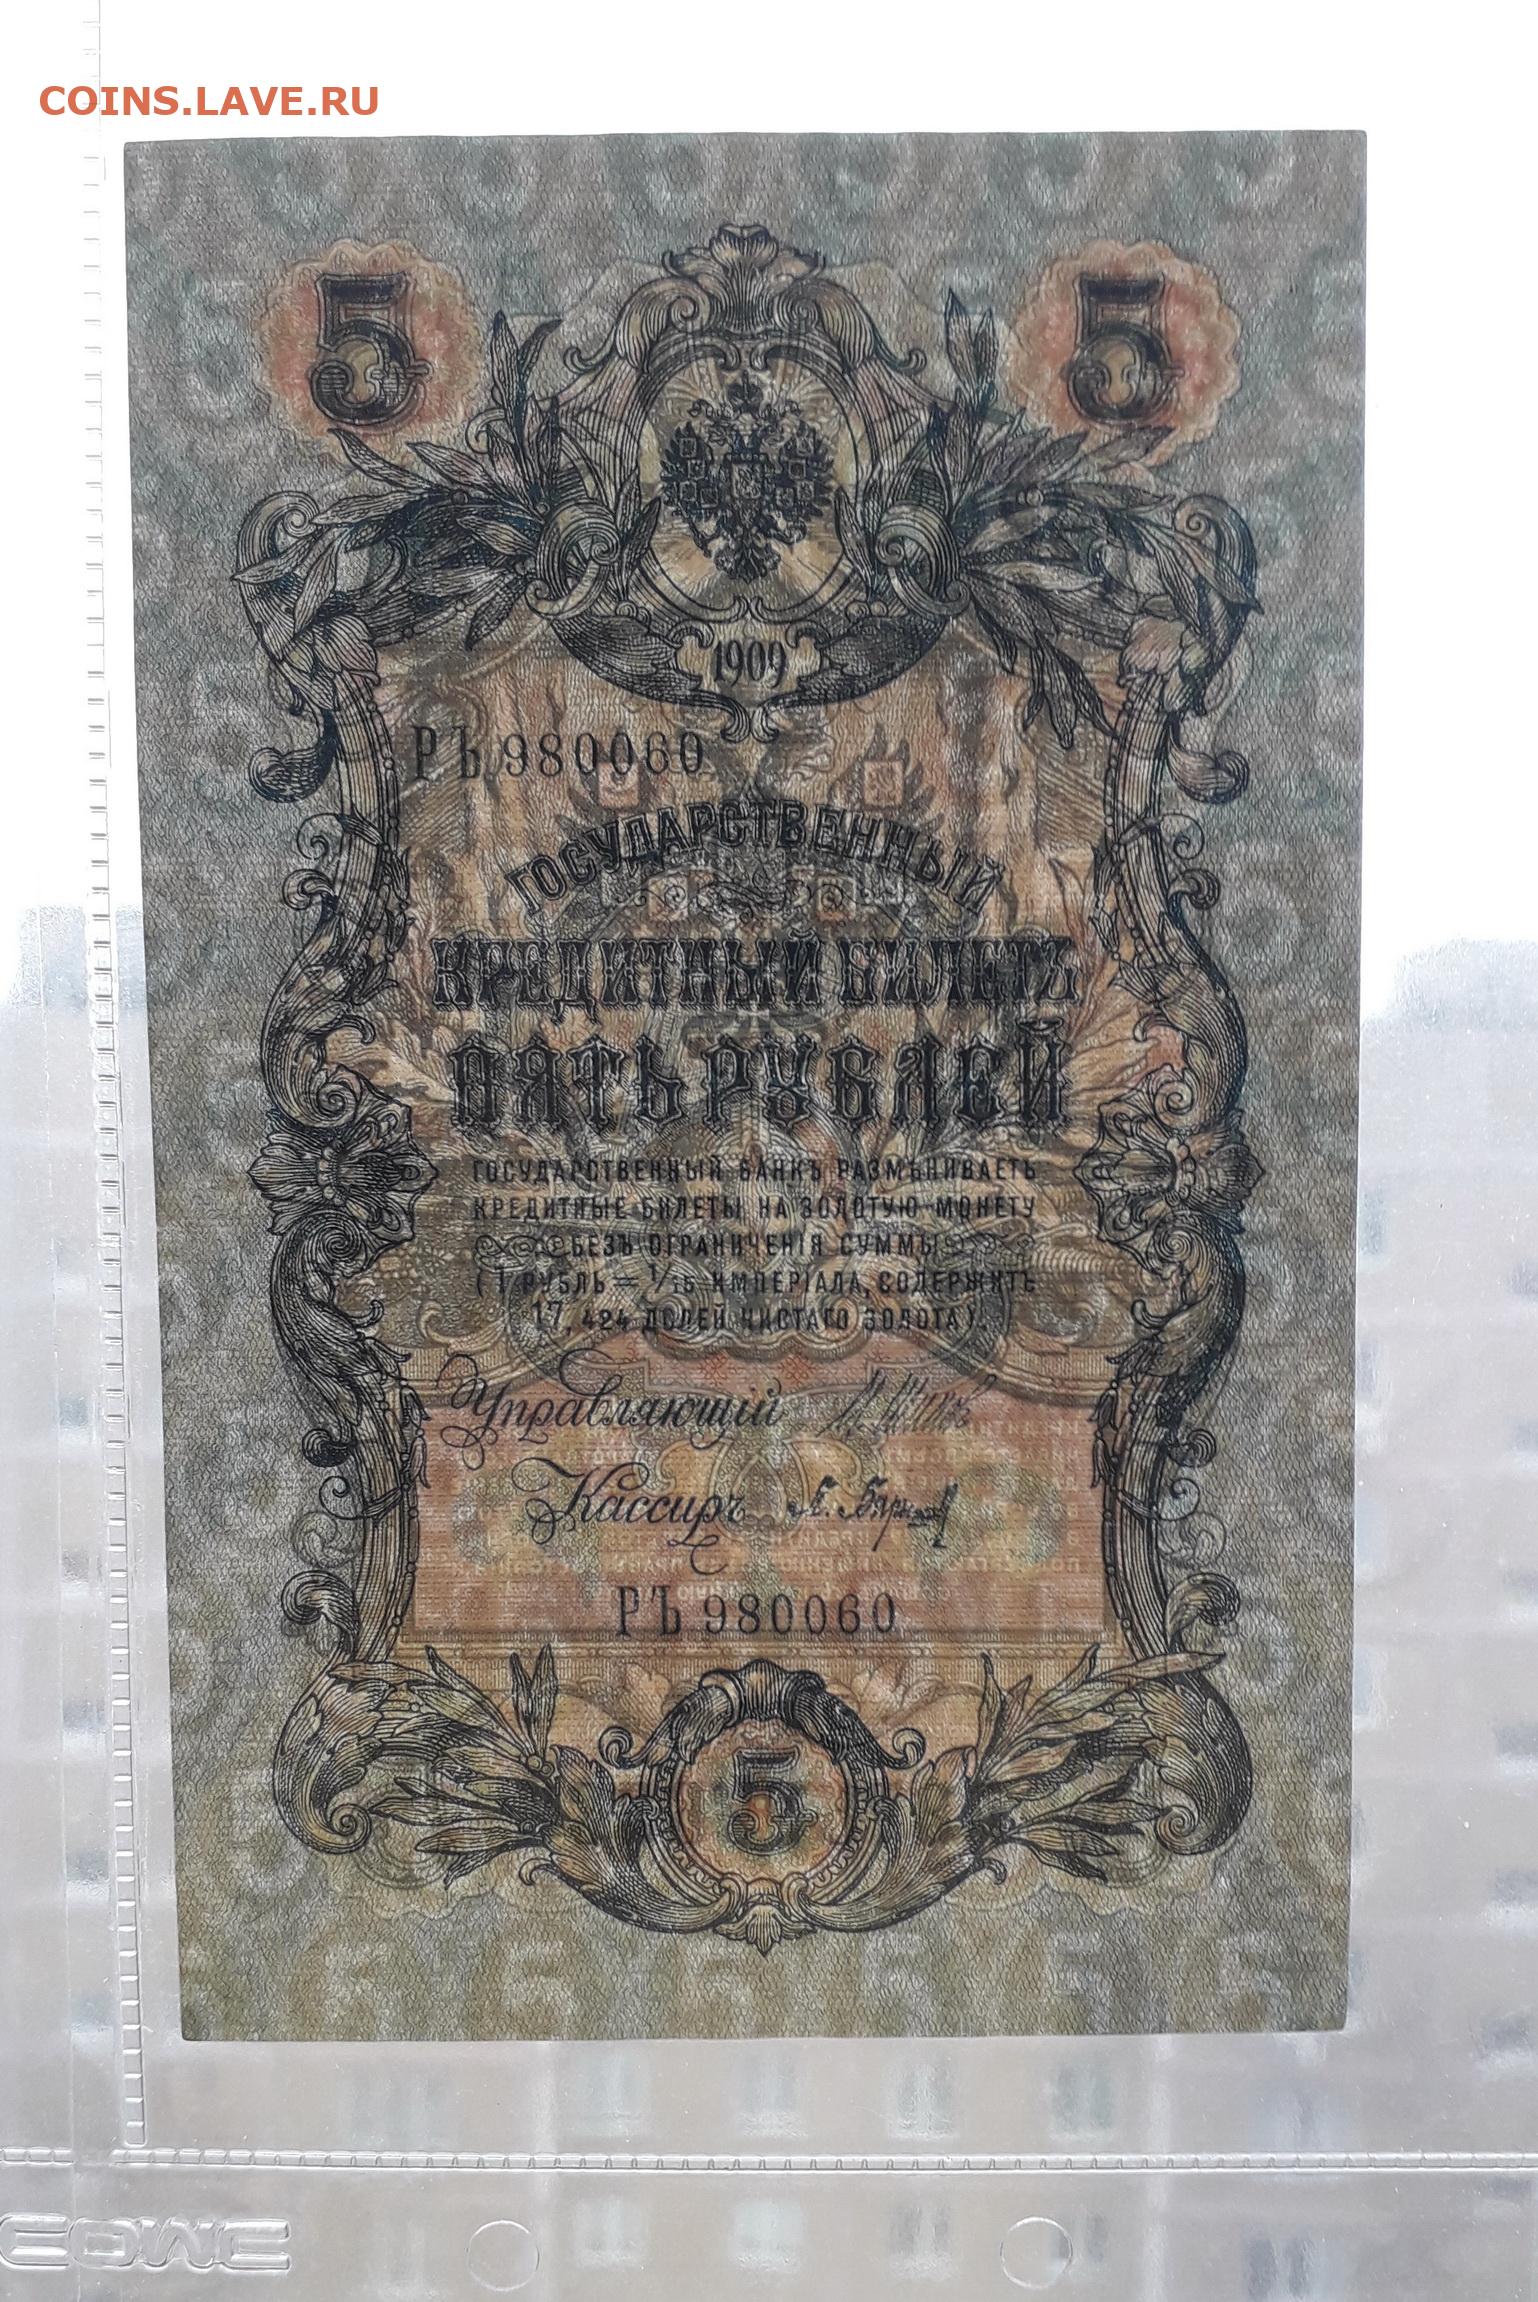 COINS.LAVE.RU
5 5
1909
РЪ 980060
ГОСУДАРСТВЕННЫЙ
КРЕДИТНЫЙ БИЛЕТЪ
ПЯТЬ РУБЛЕЙ
ГОСУДАРСТВЕННЫЙ БАНКЪ РАЗМѢНИВАЕТЪ
КРЕДИТНЫЕ БИЛЕТЫ НА ЗОЛОТУЮ МОНЕТУ
БЕЗЪ ОГРАНИЧЕНІЯ СУММЫ
(1 РУБЛЬ = 1/15 ИМПЕРІАЛА, СОДЕРЖИТЪ
17,424 ДОЛЕЙ ЧИСТАГО ЗОЛОТА).
Управляющій
Кассиръ
РЪ 980060
5